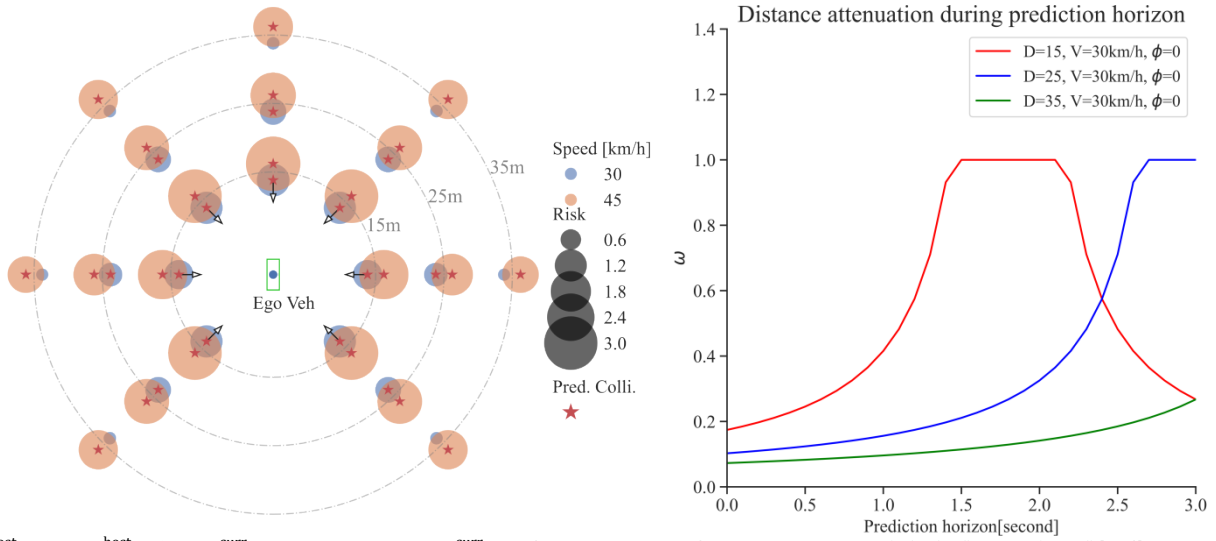 35m
25m
15m
Ego Veh
Speed [km/h]
30
45
Risk
0.6
1.2
1.8
2.4
3.0
Pred. Colli.
Distance attenuation during prediction horizon
D=15, V=30km/h, ϕ=0
D=25, V=30km/h, ϕ=0
D=35, V=30km/h, ϕ=0
1.4
1.2
1.0
0.8
0.6
0.4
0.2
0.0
ω
0.0 0.5 1.0 1.5 2.0 2.5 3.0
Prediction horizon[second]